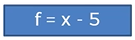 f = x - 5